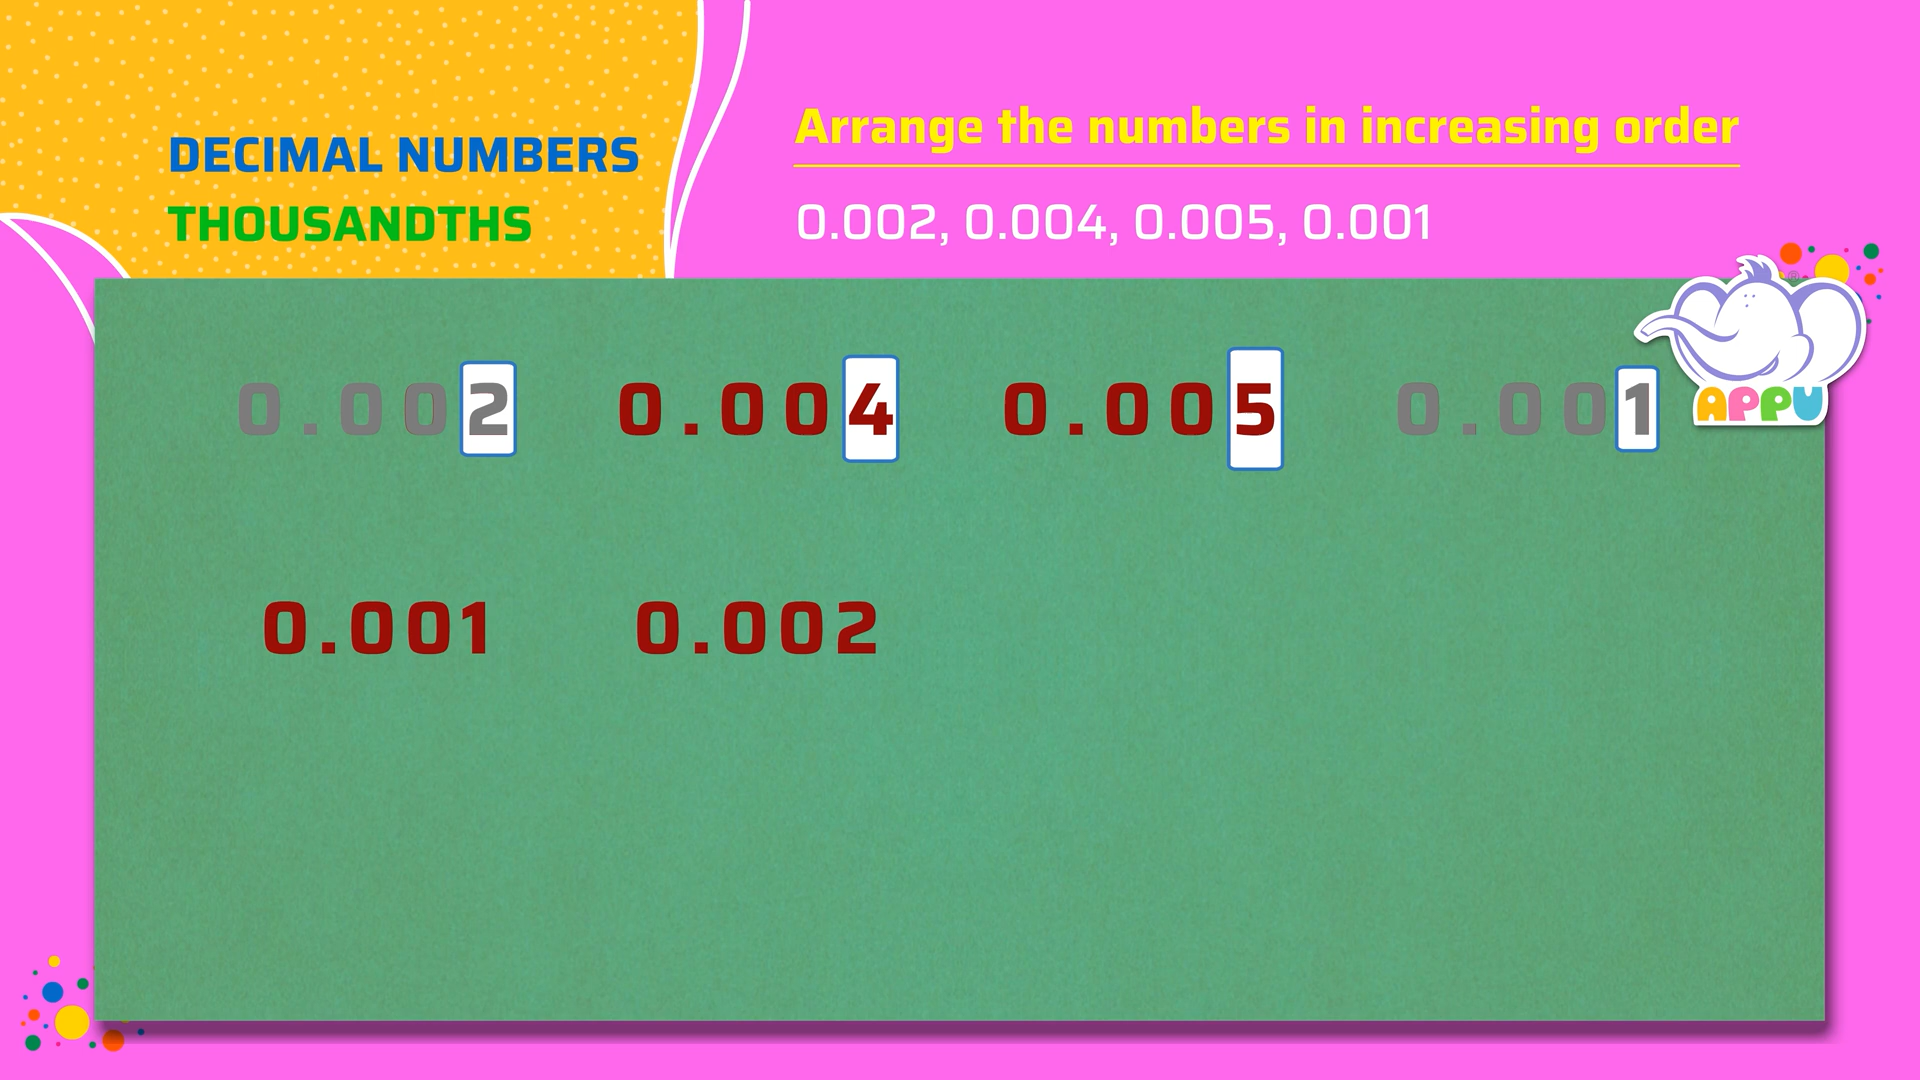 DECIMAL NUMBERS
THOUSANDTHS
Arrange the numbers in increasing order
0.002, 0.004, 0.005, 0.001
0.002 0.004 0.005 0.001
APPU
0.001 0.002